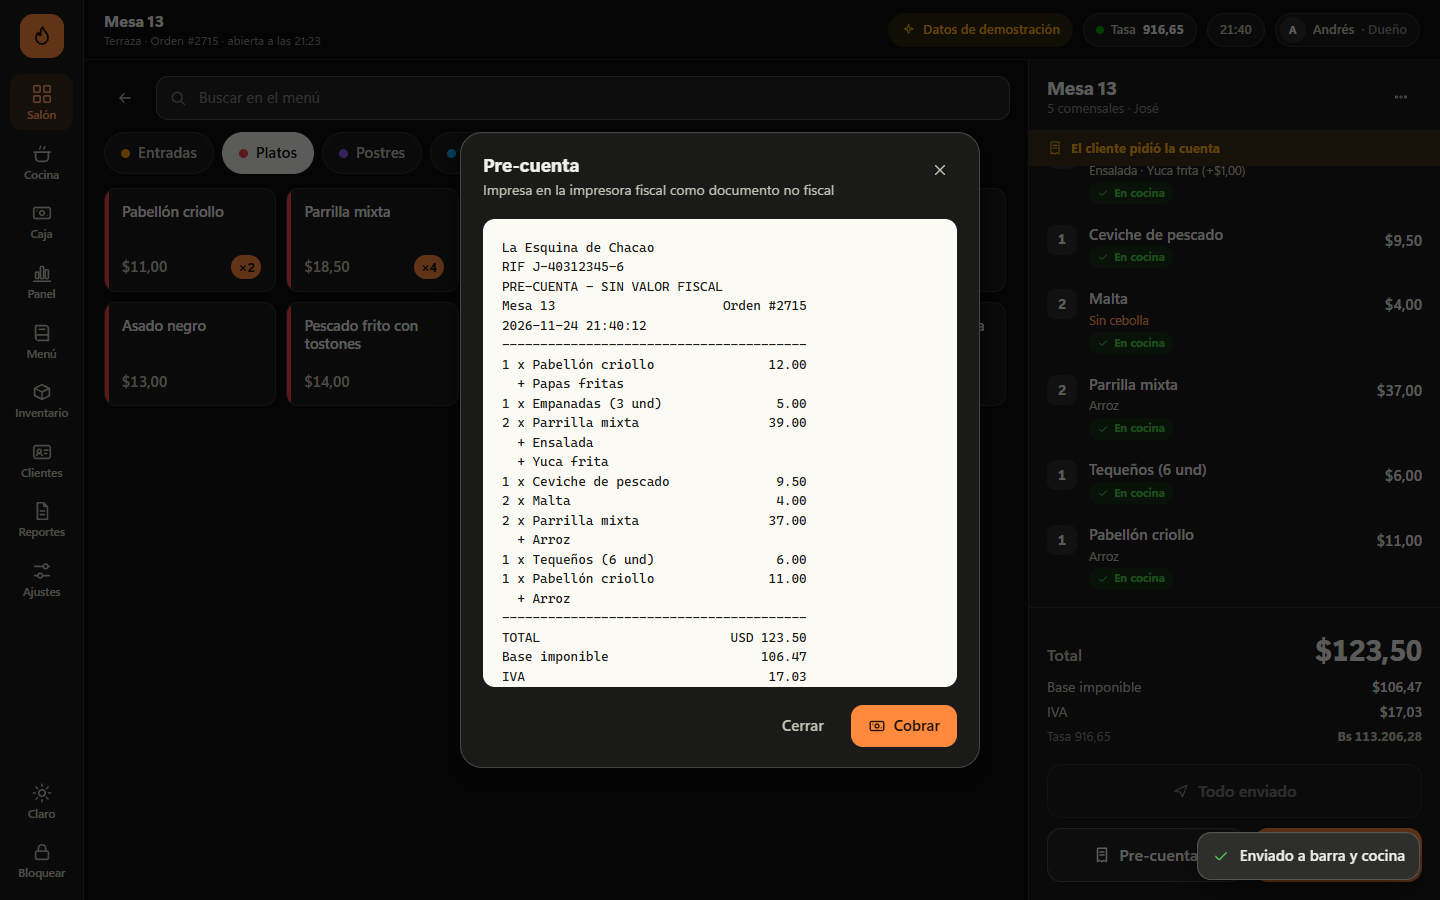 Mesa 13
Terraza · Orden #2715 · abierta a las 21:23
Datos de demostración
Tasa 916,65
21:40
A Andrés · Dueño
Salón
Cocina
Caja
Panel
Menú
Inventario
Clientes
Reportes
Ajustes
Claro
Bloquear
Buscar en el menú
Entradas
Platos
Postres
Pabellón criollo
$11,00
×2
Parrilla mixta
$18,50
×4
Asado negro
$13,00
Pescado frito con
tostones
$14,00
a
Pre-cuenta
Impresa en la impresora fiscal como documento no fiscal
La Esquina de Chacao
RIF J-40312345-6
PRE-CUENTA - SIN VALOR FISCAL
Mesa 13 Orden #2715
2026-11-24 21:40:12
----------------------------------------
1 x Pabellón criollo 12.00
+ Papas fritas
1 x Empanadas (3 und) 5.00
2 x Parrilla mixta 39.00
+ Ensalada
+ Yuca frita
1 x Ceviche de pescado 9.50
2 x Malta 4.00
2 x Parrilla mixta 37.00
+ Arroz
1 x Tequeños (6 und) 6.00
1 x Pabellón criollo 11.00
+ Arroz
----------------------------------------
TOTAL USD 123.50
Base imponible 106.47
IVA 17.03
Cerrar
Cobrar
Mesa 13
5 comensales · José
El cliente pidió la cuenta
Ensalada · Yuca frita (+$1,00)
En cocina
1 Ceviche de pescado $9,50
En cocina
2 Malta $4,00
Sin cebolla
En cocina
2 Parrilla mixta $37,00
Arroz
En cocina
1 Tequeños (6 und) $6,00
En cocina
1 Pabellón criollo $11,00
Arroz
En cocina
Total $123,50
Base imponible $106,47
IVA $17,03
Tasa 916,65 Bs 113.206,28
Todo enviado
Pre-cuenta
Enviado a barra y cocina